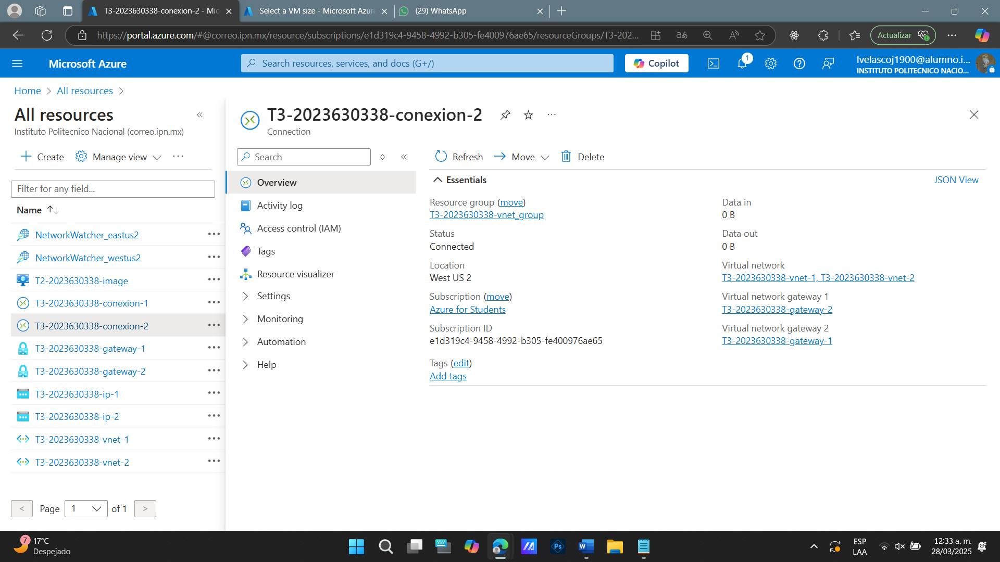 T3-2023630338-conexion-2 - Mic
Select a VM size - Microsoft Azure
(29) WhatsApp
https://portal.azure.com/#@correo.ipn.mx/resource/subscriptions/e1d319c4-9458-4992-b305-fe400976ae65/resourceGroups/T3-202...
Actualizar
Microsoft Azure
Search resources, services, and docs (G+/)
Copilot
1
lvelascoj1900@alumno.i...
INSTITUTO POLITECNICO NACIO...
Home > All resources >
All resources
Instituto Politecnico Nacional (correo.ipn.mx)
Create
Manage view
Filter for any field...
Name
NetworkWatcher_eastus2
NetworkWatcher_westus2
T2-2023630338-image
T3-2023630338-conexion-1
T3-2023630338-conexion-2
T3-2023630338-gateway-1
T3-2023630338-gateway-2
T3-2023630338-ip-1
T3-2023630338-ip-2
T3-2023630338-vnet-1
T3-2023630338-vnet-2
< Page 1 of 1 >
T3-2023630338-conexion-2
Connection
Search
Overview
Activity log
Access control (IAM)
Tags
Resource visualizer
Settings
Monitoring
Automation
Help
Refresh
Move
Delete
Essentials
JSON View
Resource group (move)
T3-2023630338-vnet_group
Status
Connected
Location
West US 2
Subscription (move)
Azure for Students
Subscription ID
e1d319c4-9458-4992-b305-fe400976ae65
Tags (edit)
Add tags
Data in
0 B
Data out
0 B
Virtual network
T3-2023630338-vnet-1, T3-2023630338-vnet-2
Virtual network gateway 1
T3-2023630338-gateway-2
Virtual network gateway 2
T3-2023630338-gateway-1
7
17°C
Despejado
Ps
W
ESP
LAA
12:33 a. m.
28/03/2025